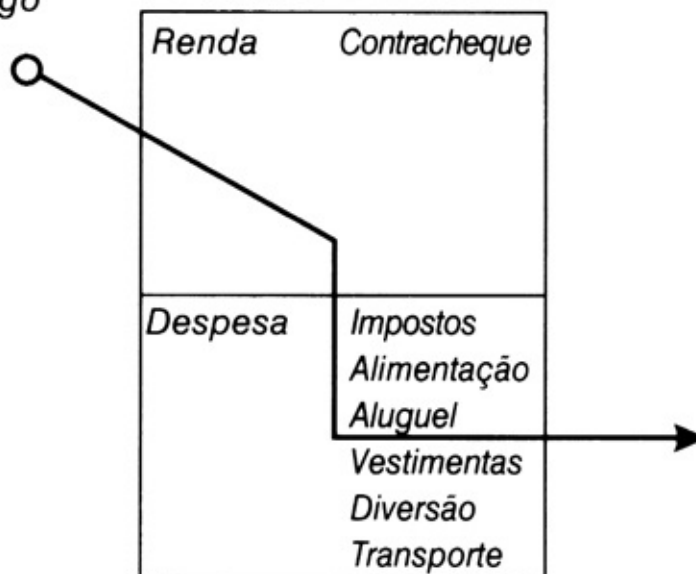 Renda Contracheque
Despesa Impostos
Alimentação
Aluguel
Vestimentas
Diversão
Transporte